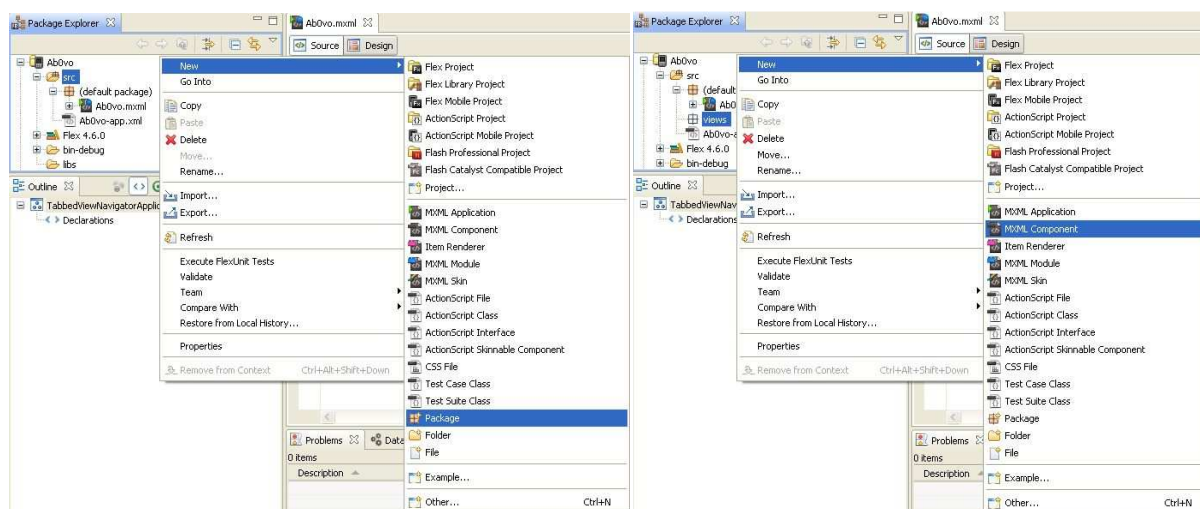 Package Explorer
Ab0vo.mxml
Source
Design
Ab0vo
src
(default package)
Ab0vo.mxml
Ab0vo-app.xml
Flex 4.6.0
bin-debug
libs
Outline
TabbedViewNavigatorApplic
Declarations
New
Go Into
Copy
Paste
Delete
Move...
Rename...
Import...
Export...
Refresh
Execute FlexUnit Tests
Validate
Team
Compare With
Restore from Local History...
Properties
Remove from Context Ctrl+Alt+Shift+Down
Flex Project
Flex Library Project
Flex Mobile Project
ActionScript Project
ActionScript Mobile Project
Flash Professional Project
Flash Catalyst Compatible Project
Project...
MXML Application
MXML Component
Item Renderer
MXML Module
MXML Skin
ActionScript File
ActionScript Class
ActionScript Interface
ActionScript Skinnable Component
CSS File
Test Case Class
Test Suite Class
Package
Folder
File
Example...
Other... Ctrl+N
Problems
Data
0 items
Description
Package Explorer
Ab0vo.mxml
Source
Design
Ab0vo
src
(default
Ab0
views
Ab0vo-a
Flex 4.6.0
bin-debug
Outline
TabbedViewNav
Declarations
New
Go Into
Copy
Paste
Delete
Move...
Rename...
Import...
Export...
Refresh
Execute FlexUnit Tests
Validate
Team
Compare With
Restore from Local History...
Properties
Remove from Context Ctrl+Alt+Shift+Down
Flex Project
Flex Library Project
Flex Mobile Project
ActionScript Project
ActionScript Mobile Project
Flash Professional Project
Flash Catalyst Compatible Project
Project...
MXML Application
MXML Component
Item Renderer
MXML Module
MXML Skin
ActionScript File
ActionScript Class
ActionScript Interface
ActionScript Skinnable Component
CSS File
Test Case Class
Test Suite Class
Package
Folder
File
Example...
Other... Ctrl+N
Problems
0 items
Description